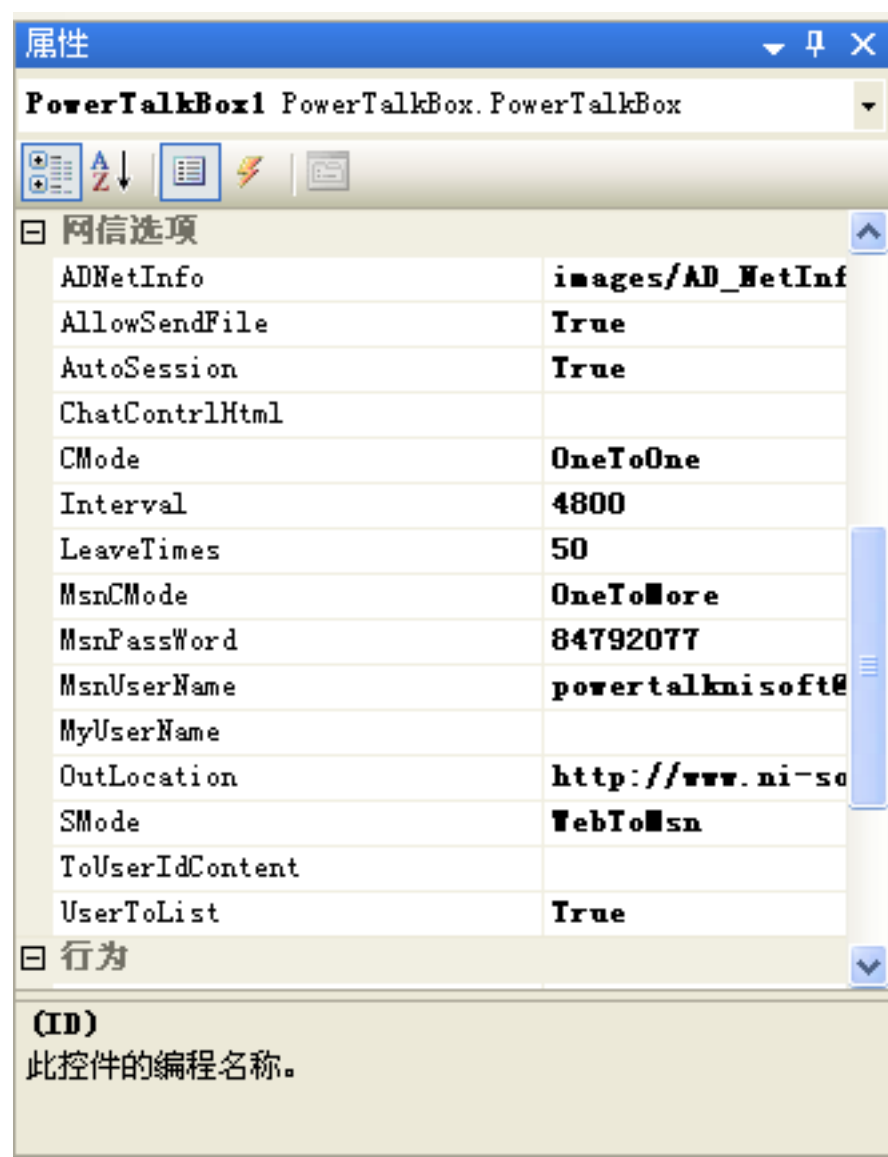 属性
PowerTalkBox1 PowerTalkBox.PowerTalkBox
网信选项
ADNetInfo images/AD_NetInf
AllowSendFile True
AutoSession True
ChatContrlHtml
CMode OneToOne
Interval 4800
LeaveTimes 50
MsnCMode OneToMore
MsnPassWord 84792077
MsnUserName powertalknisoft@
MyUserName
OutLocation http://www.ni-so
SMode WebToMsn
ToUserIdContent
UserToList True
行为
(ID)
此控件的编程名称。